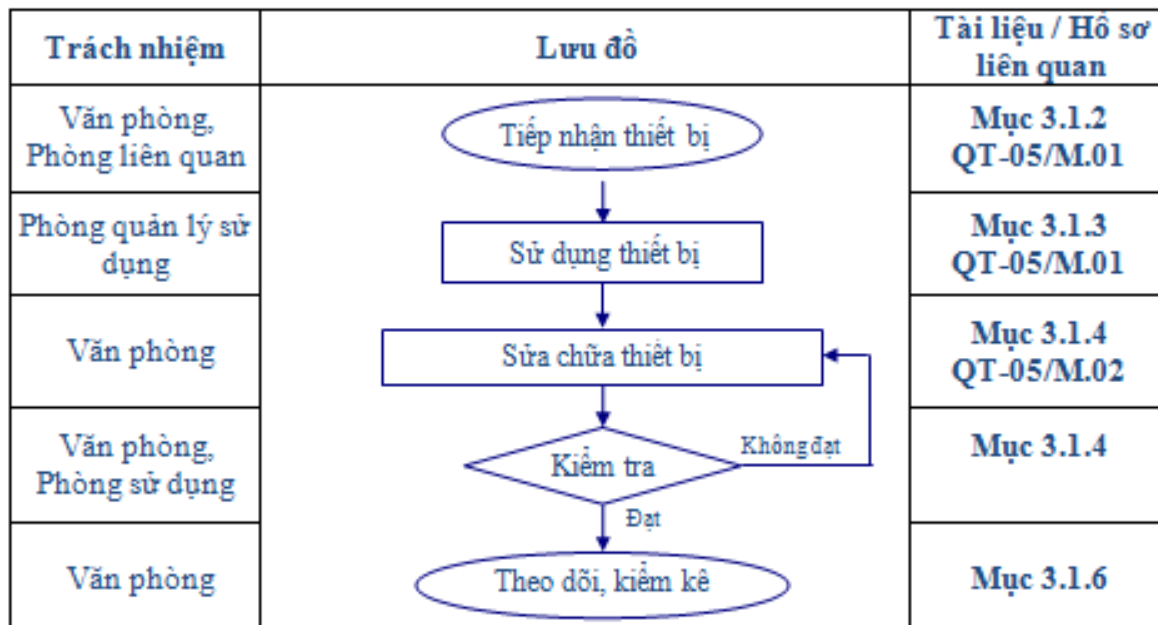 Trách nhiệm
Lưu đồ
Tài liệu / Hồ sơ
liên quan
Văn phòng,
Phòng liên quan
Tiếp nhận thiết bị
Mục 3.1.2
QT-05/M.01
Phòng quản lý sử
dụng
Sử dụng thiết bị
Mục 3.1.3
QT-05/M.01
Văn phòng
Sửa chữa thiết bị
Mục 3.1.4
QT-05/M.02
Văn phòng,
Phòng sử dụng
Kiểm tra
Không đạt
Mục 3.1.4
Đạt
Văn phòng
Theo dõi, kiểm kê
Mục 3.1.6